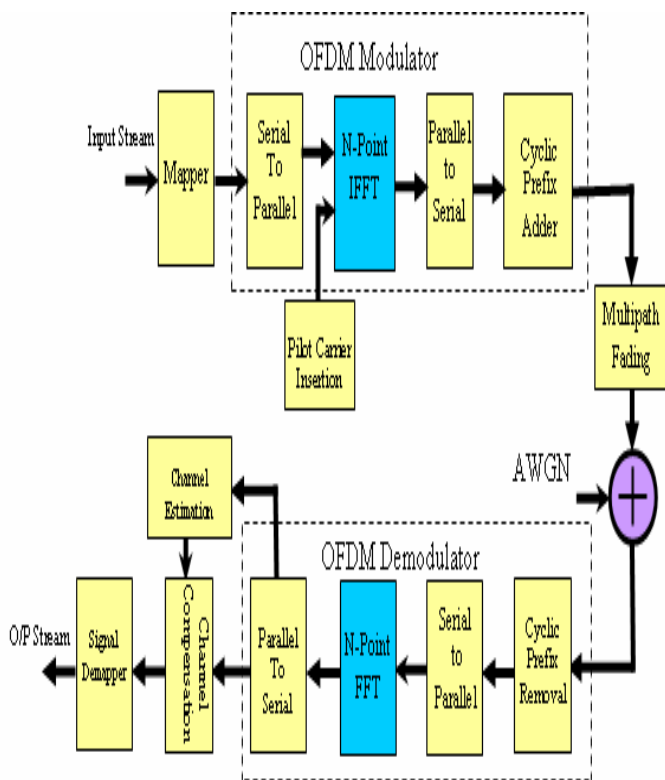 OFDM Modulator
Input Stream
Mapper
Serial
To
Parallel
N-Point
IFFT
Parallel
to
Serial
Cyclic
Prefix
Adder
Pilot Carrier
Insertion
Multipath
Fading
AWGN
Channel
Estimation
OFDM Demodulator
O/P Stream
Signal
Demapper
Channel
Compensation
Parallel
To
Serial
N-Point
FFT
Serial
to
Parallel
Cyclic
Prefix
Removal